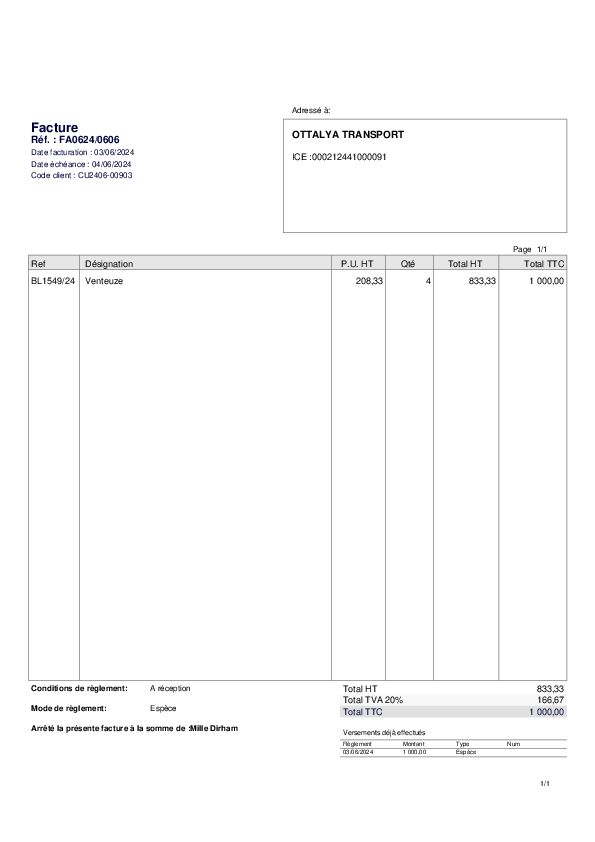 Adressé à:
Facture
Réf. : FA0624/0606
Date facturation : 03/06/2024
Date échéance : 04/06/2024
Code client : CU2406-00903
OTTALYA TRANSPORT
ICE :000212441000091
Page 1/1
Ref Désignation P.U. HT Qté Total HT Total TTC
BL1549/24 Venteuze 208,33 4 833,33 1 000,00
Conditions de règlement: A réception
Mode de règlement: Espèce
Arrêté la présente facture à la somme de :Mille Dirham
Total HT 833,33
Total TVA 20% 166,67
Total TTC 1 000,00
Versements déjà effectués
Règlement Montant Type Num
03/06/2024 1 000,00 Espèce
1/1